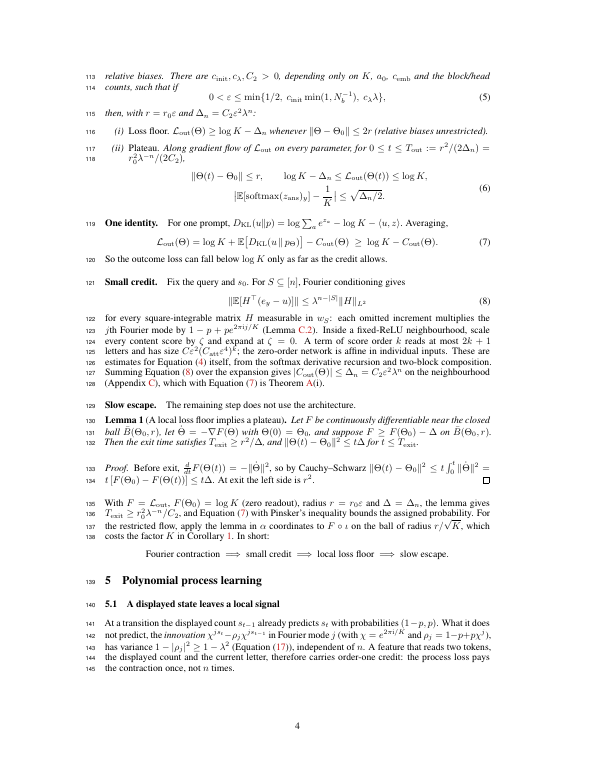 113 relative biases. There are c_init, c_λ, C_2 > 0, depending only on K, a_0, c_emb and the block/head
114 counts, such that if
0 < ε ≤ min{1/2, c_init min(1, N_b^{-1}), c_λ λ}, (5)
115 then, with r = r_0 ε and Δ_n = C_2 ε^2 λ^n:
116 (i) Loss floor. L_out(Θ) ≥ log K − Δ_n whenever ‖Θ − Θ_0‖ ≤ 2r (relative biases unrestricted).
117 (ii) Plateau. Along gradient flow of L_out on every parameter, for 0 ≤ t ≤ T_out := r^2/(2Δ_n) =
118 r_0^2 λ^{-n}/(2C_2),
‖Θ(t) − Θ_0‖ ≤ r, log K − Δ_n ≤ L_out(Θ(t)) ≤ log K,
|E[softmax(z_ans)_y] − 1/K| ≤ √(Δ_n/2). (6)
119 One identity. For one prompt, D_KL(u‖p) = log ∑_a e^{z_a} − log K − ⟨u, z⟩. Averaging,
L_out(Θ) = log K + E[D_KL(u ‖ p_Θ)] − C_out(Θ) ≥ log K − C_out(Θ). (7)
120 So the outcome loss can fall below log K only as far as the credit allows.
121 Small credit. Fix the query and s_0. For S ⊆ [n], Fourier conditioning gives
‖E[H^⊤(e_y − u)]‖ ≤ λ^{n−|S|}‖H‖_{L^2} (8)
122 for every square-integrable matrix H measurable in w_S: each omitted increment multiplies the
123 jth Fourier mode by 1 − p + pe^{2πij/K} (Lemma C.2). Inside a fixed-ReLU neighbourhood, scale
124 every content score by ζ and expand at ζ = 0. A term of score order k reads at most 2k + 1
125 letters and has size Cε^2(C_att ε^4)^k; the zero-order network is affine in individual inputs. These are
126 estimates for Equation (4) itself, from the softmax derivative recursion and two-block composition.
127 Summing Equation (8) over the expansion gives |C_out(Θ)| ≤ Δ_n = C_2 ε^2 λ^n on the neighbourhood
128 (Appendix C), which with Equation (7) is Theorem A(i).
129 Slow escape. The remaining step does not use the architecture.
130 Lemma 1 (A local loss floor implies a plateau). Let F be continuously differentiable near the closed
131 ball B̄(Θ_0, r), let Θ̇ = −∇F(Θ) with Θ(0) = Θ_0, and suppose F ≥ F(Θ_0) − Δ on B̄(Θ_0, r).
132 Then the exit time satisfies T_exit ≥ r^2/Δ, and ‖Θ(t) − Θ_0‖^2 ≤ tΔ for t ≤ T_exit.
133 Proof. Before exit, d/dt F(Θ(t)) = −‖Θ̇‖^2, so by Cauchy–Schwarz ‖Θ(t) − Θ_0‖^2 ≤ t ∫_0^t ‖Θ̇‖^2 =
134 t [F(Θ_0) − F(Θ(t))] ≤ tΔ. At exit the left side is r^2. □
135 With F = L_out, F(Θ_0) = log K (zero readout), radius r = r_0 ε and Δ = Δ_n, the lemma gives
136 T_exit ≥ r_0^2 λ^{-n}/C_2, and Equation (7) with Pinsker's inequality bounds the assigned probability. For
137 the restricted flow, apply the lemma in α coordinates to F ∘ ι on the ball of radius r/√K, which
138 costs the factor K in Corollary 1. In short:
Fourier contraction ⟹ small credit ⟹ local loss floor ⟹ slow escape.
139 5 Polynomial process learning
140 5.1 A displayed state leaves a local signal
141 At a transition the displayed count s_{t−1} already predicts s_t with probabilities (1−p, p). What it does
142 not predict, the innovation χ^{js_t} − ρ_j χ^{js_{t−1}} in Fourier mode j (with χ = e^{2πi/K} and ρ_j = 1−p+pχ^j),
143 has variance 1 − |ρ_j|^2 ≥ 1 − λ^2 (Equation (17)), independent of n. A feature that reads two tokens,
144 the displayed count and the current letter, therefore carries order-one credit: the process loss pays
145 the contraction once, not n times.
4